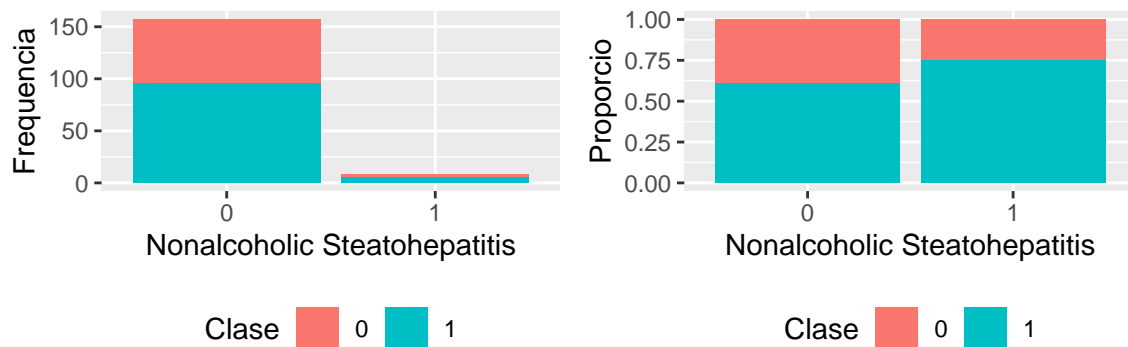 Frequencia
150
100
50
0
0 1
Nonalcoholic Steatohepatitis
Clase 0 1
Proporcio
1.00
0.75
0.50
0.25
0.00
0 1
Nonalcoholic Steatohepatitis
Clase 0 1